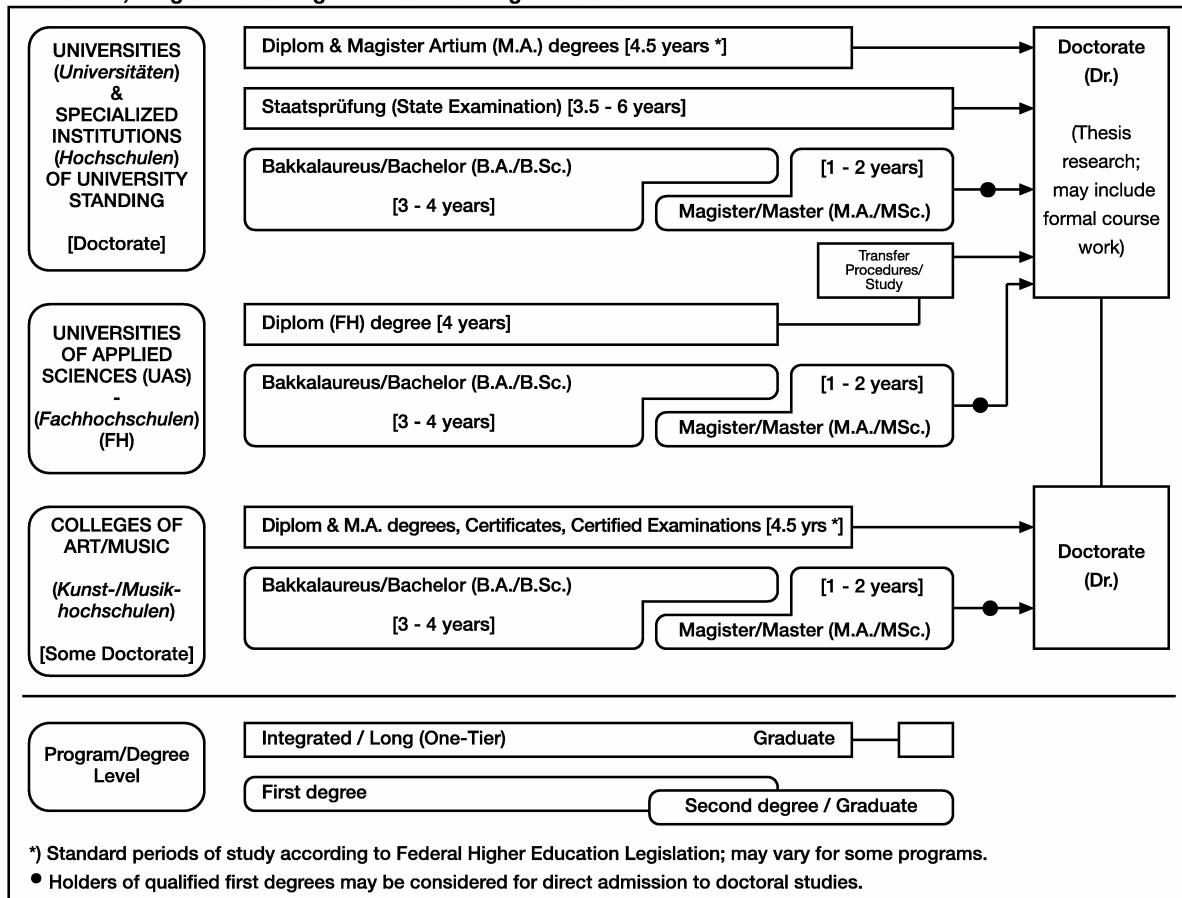 UNIVERSITIES
(Universitäten)
&
SPECIALIZED
INSTITUTIONS
(Hochschulen)
OF UNIVERSITY
STANDING
[Doctorate]
Diplom & Magister Artium (M.A.) degrees [4.5 years *]
Staatsprüfung (State Examination) [3.5 - 6 years]
Bakkalaureus/Bachelor (B.A./B.Sc.)
[3 - 4 years]
[1 - 2 years]
Magister/Master (M.A./MSc.)
Transfer
Procedures/
Study
Doctorate
(Dr.)
(Thesis
research;
may include
formal course
work)
UNIVERSITIES
OF APPLIED
SCIENCES (UAS)
-
(Fachhochschulen)
(FH)
Diplom (FH) degree [4 years]
Bakkalaureus/Bachelor (B.A./B.Sc.)
[3 - 4 years]
[1 - 2 years]
Magister/Master (M.A./MSc.)
COLLEGES OF
ART/MUSIC
(Kunst-/Musik-
hochschulen)
[Some Doctorate]
Diplom & M.A. degrees, Certificates, Certified Examinations [4.5 yrs *]
Bakkalaureus/Bachelor (B.A./B.Sc.)
[3 - 4 years]
[1 - 2 years]
Magister/Master (M.A./MSc.)
Doctorate
(Dr.)
Program/Degree
Level
Integrated / Long (One-Tier) Graduate
First degree
Second degree / Graduate
*) Standard periods of study according to Federal Higher Education Legislation; may vary for some programs.
● Holders of qualified first degrees may be considered for direct admission to doctoral studies.